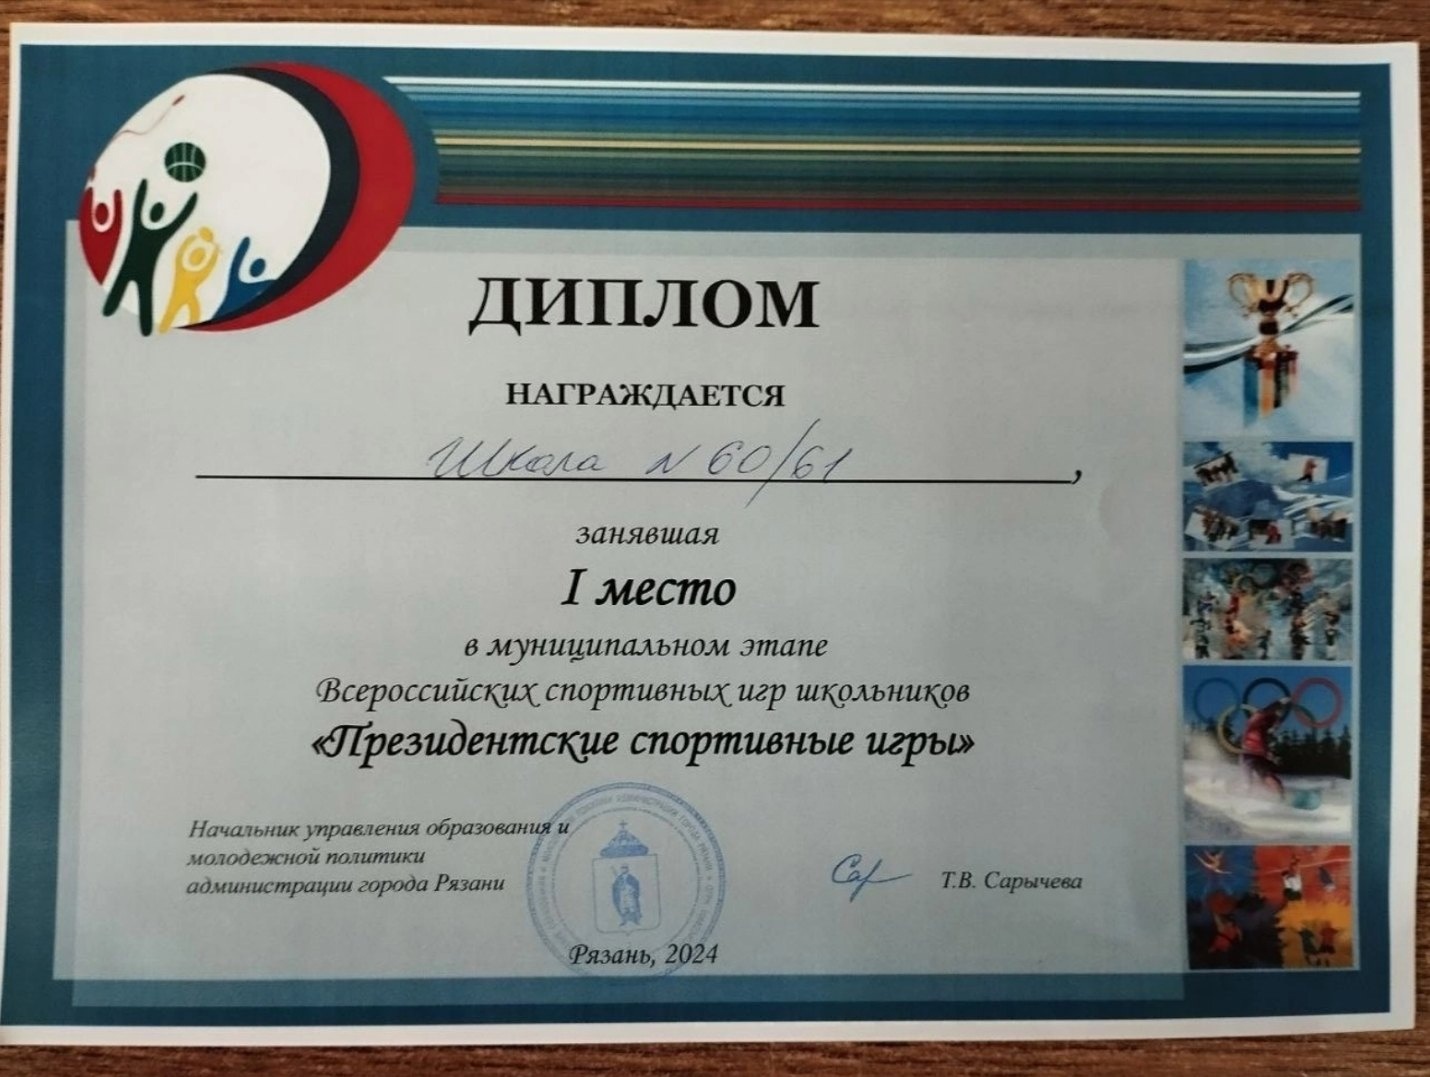 ДИПЛОМ
НАГРАЖДАЕТСЯ
Школа N 60/61,
занявшая
I место
в муниципальном этапе
Всероссийских спортивных игр школьников
«Президентские спортивные игры»
Начальник управления образования и
молодежной политики
администрации города Рязани
Т.В. Сарычева
Рязань, 2024